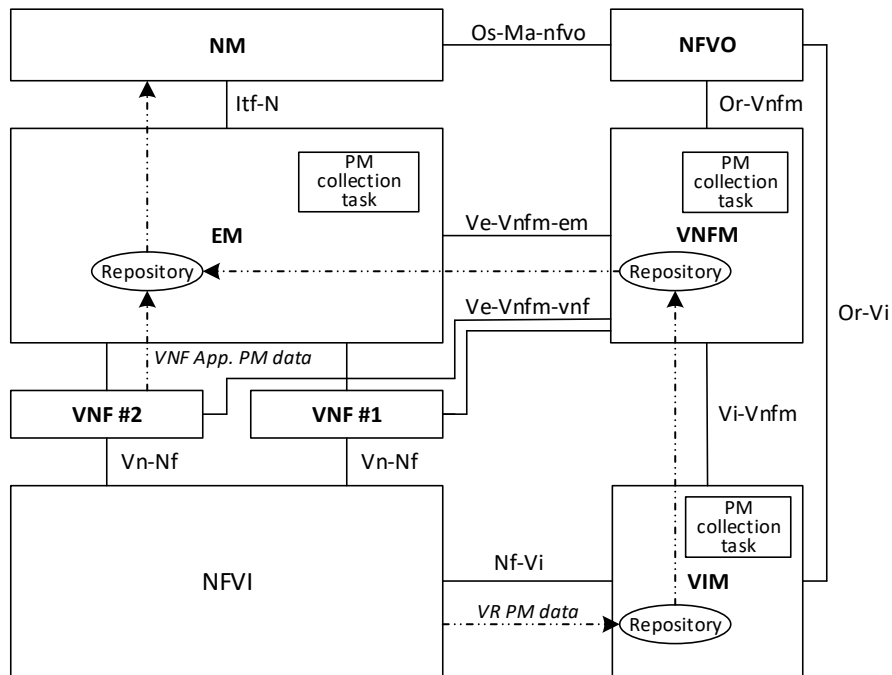 Os-Ma-nfvo
NM
NFVO
Itf-N
Or-Vnfm
PM
collection
task
PM
collection
task
Ve-Vnfm-em
EM
VNFM
Repository
Repository
Ve-Vnfm-vnf
Or-Vi
VNF App. PM data
VNF #2
VNF #1
Vi-Vnfm
Vn-Nf
Vn-Nf
PM
collection
task
Nf-Vi
NFVI
VIM
VR PM data
Repository